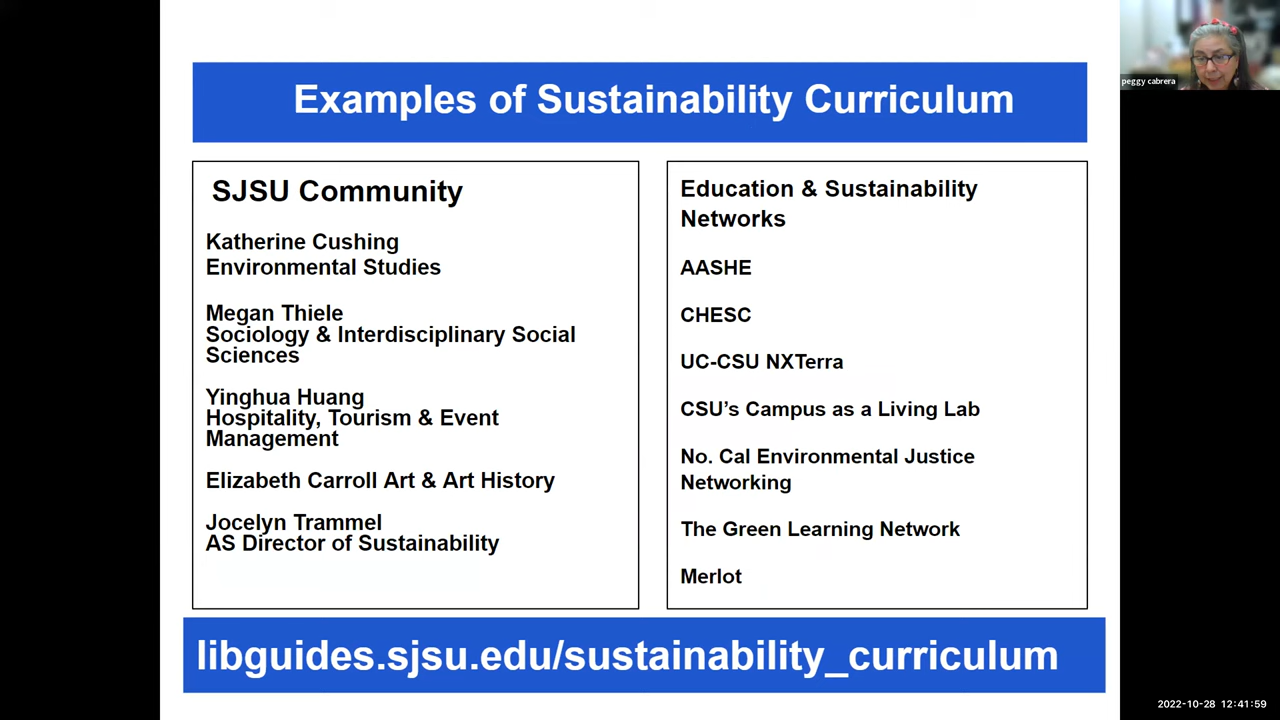 Examples of Sustainability Curriculum
SJSU Community
Katherine Cushing
Environmental Studies
Megan Thiele
Sociology & Interdisciplinary Social
Sciences
Yinghua Huang
Hospitality, Tourism & Event
Management
Elizabeth Carroll Art & Art History
Jocelyn Trammel
AS Director of Sustainability
Education & Sustainability
Networks
AASHE
CHESC
UC-CSU NXTerra
CSU’s Campus as a Living Lab
No. Cal Environmental Justice
Networking
The Green Learning Network
Merlot
libguides.sjsu.edu/sustainability_curriculum
peggy cabrera
2022-10-28 12:41:59